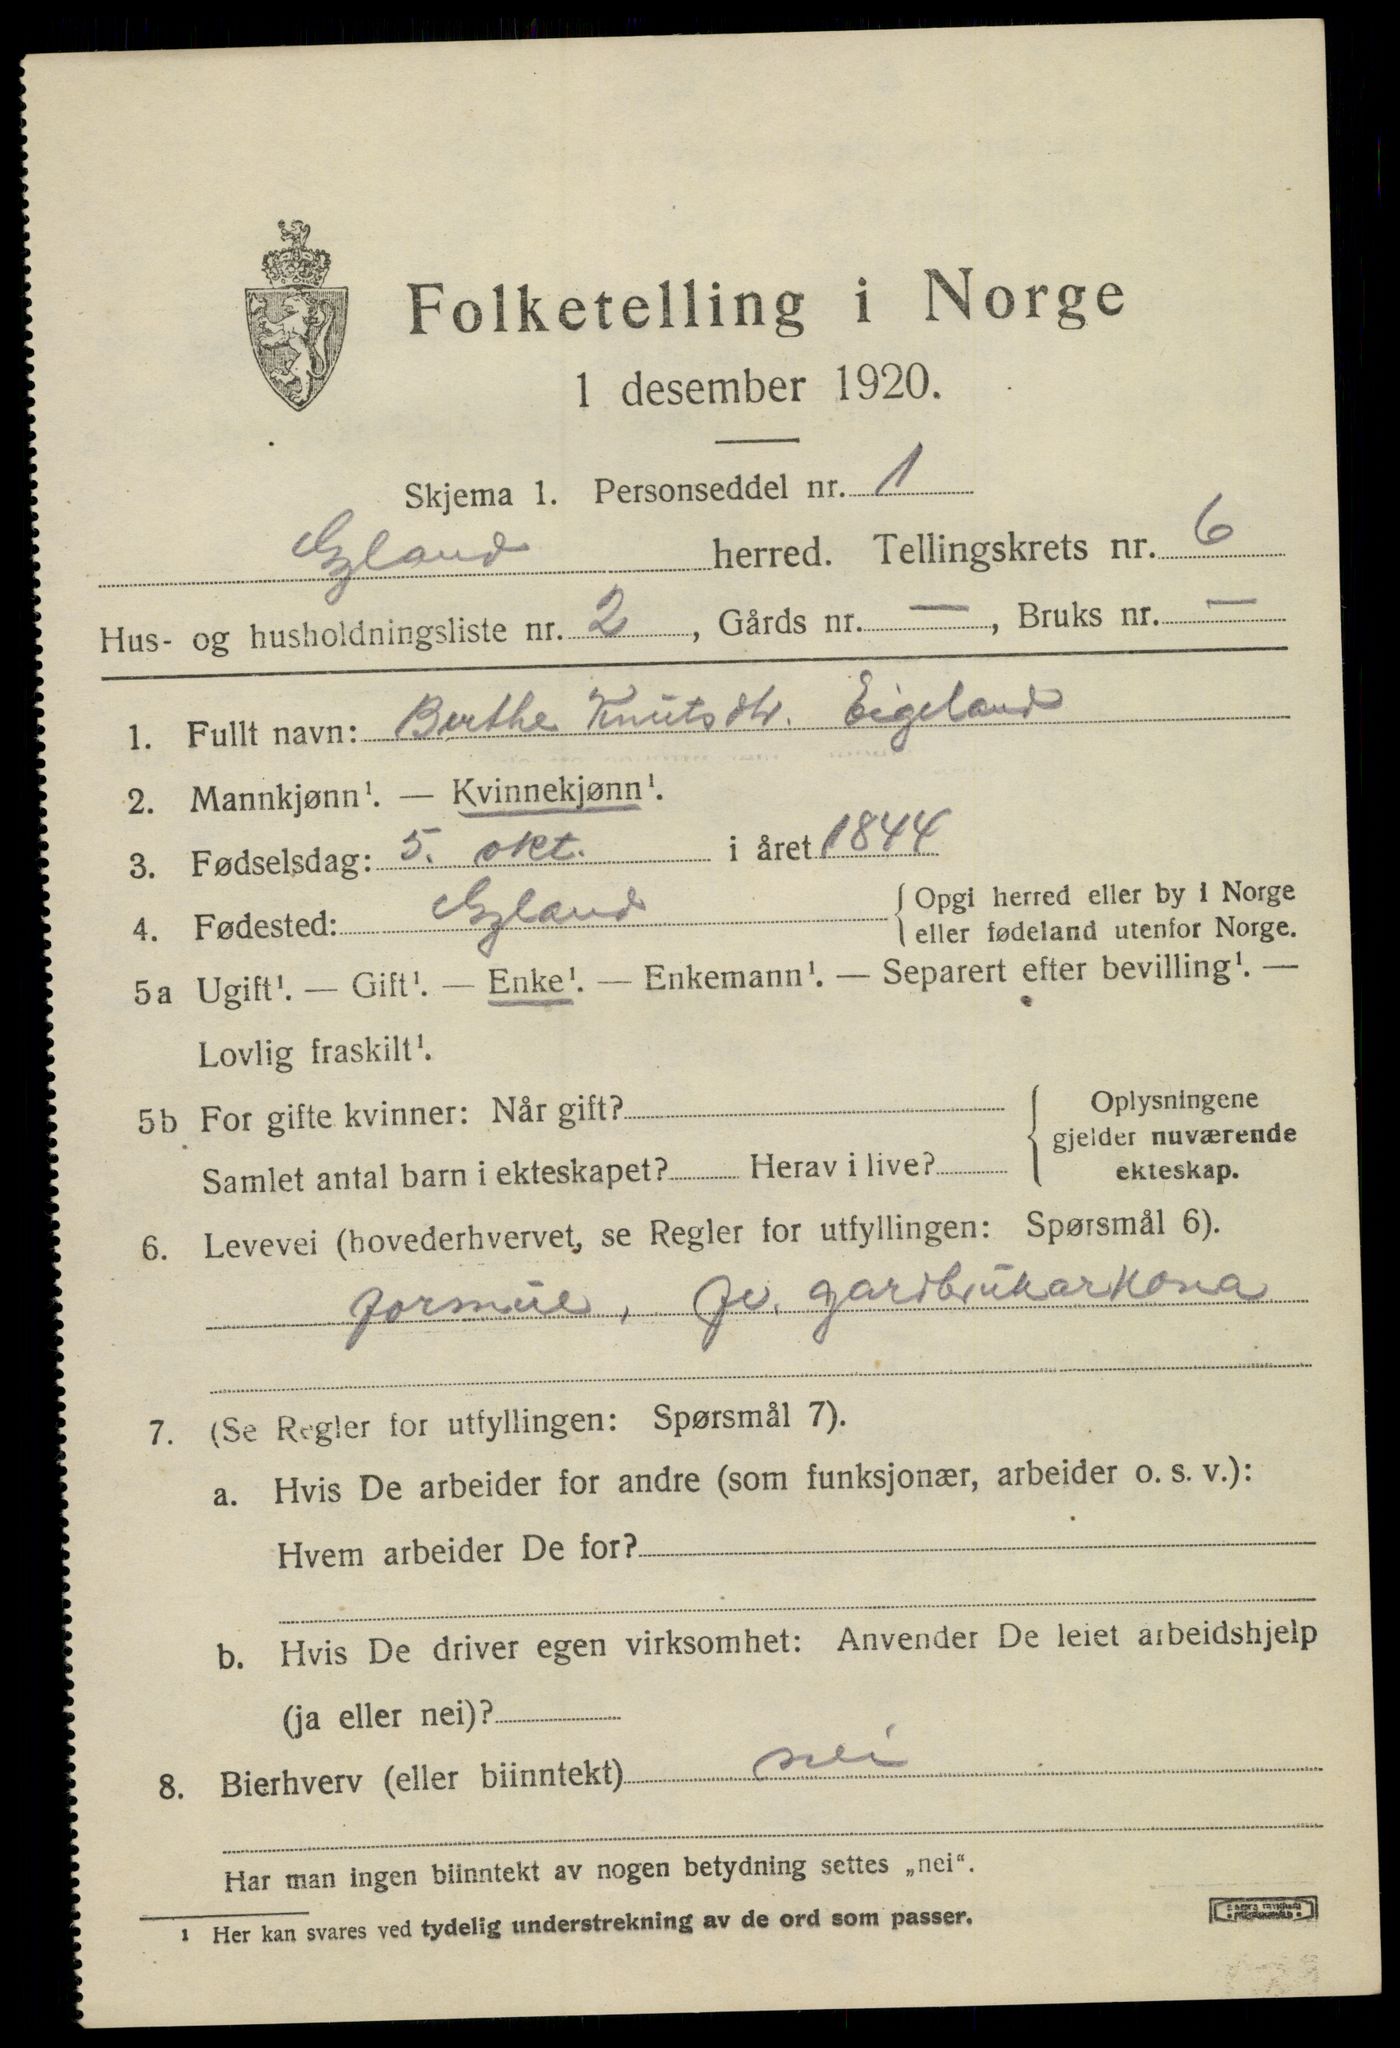 Folketelling i Norge
1 desember 1920.
Skjema 1. Personseddel nr. 1
Gyland herred. Tellingskrets nr. 6
Hus- og husholdningsliste nr. 2, Gårds nr. —, Bruks nr. —
1. Fullt navn: Berthe Knutsdtr. Eigeland
2. Mannkjønn¹. — Kvinnekjønn¹.
3. Fødselsdag: 5. okt. i året 1844
4. Fødested: Gyland { Opgi herred eller by i Norge
eller fødeland utenfor Norge.
5a Ugift¹. — Gift¹. — Enke¹. — Enkemann¹. — Separert efter bevilling¹. —
Lovlig fraskilt¹.
5b For gifte kvinner: Når gift? { Oplysningene
gjelder nuværende
Samlet antal barn i ekteskapet? Herav i live? ekteskap.
6. Levevei (hovederhvervet, se Regler for utfyllingen: Spørsmål 6).
formue, fv. gardbrukarkona
7. (Se Regler for utfyllingen: Spørsmål 7).
a. Hvis De arbeider for andre (som funksjonær, arbeider o. s. v.):
Hvem arbeider De for?
b. Hvis De driver egen virksomhet: Anvender De leiet arbeidshjelp
(ja eller nei)?
8. Bierhverv (eller biinntekt) nei
Har man ingen biinntekt av nogen betydning settes „nei“.
¹ Her kan svares ved tydelig understrekning av de ord som passer.